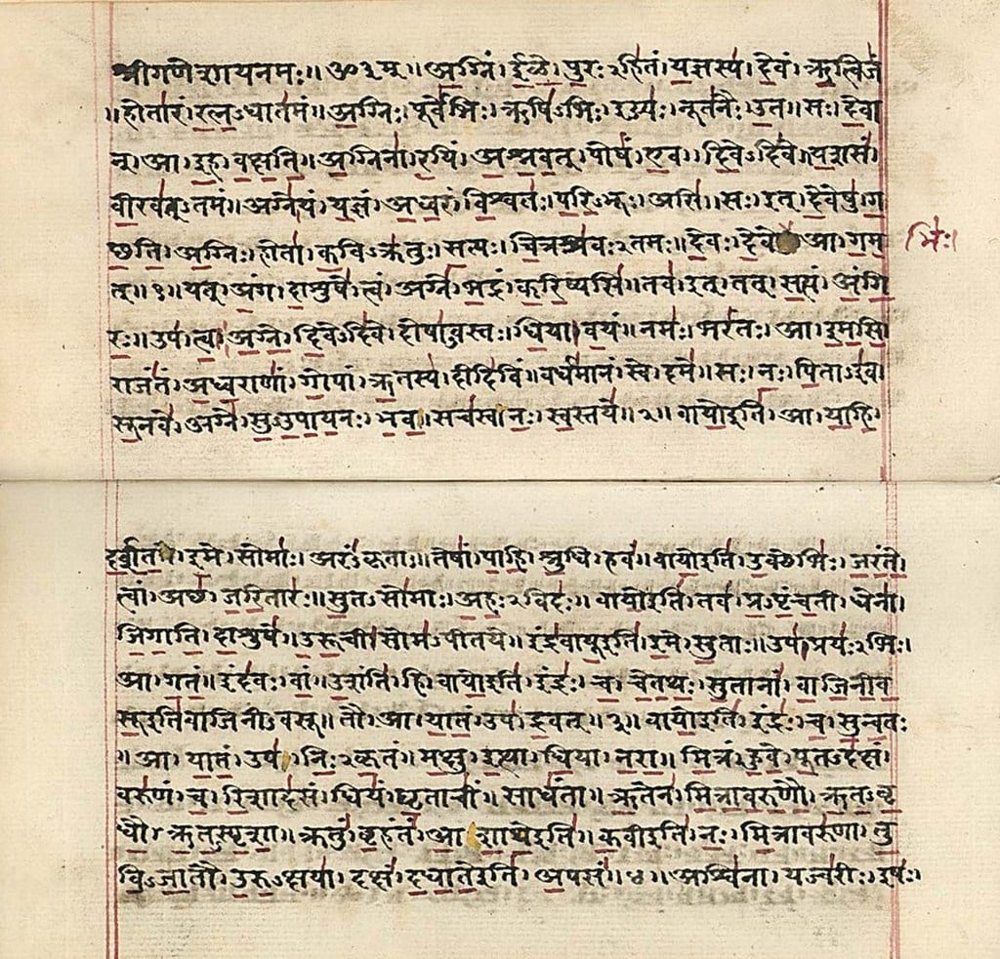 श्रीगणेशायनमः॥ॐ३म्॥अग्निं।ईळे।पुरःऽहितं।यज्ञस्य।देवं।ऋत्विजं
॥होतारं।रत्नऽधातमं॥अग्निः।पूर्वेभिः।ऋषिऽभिः।ईड्यः।नूतनैः।उत॥सः।देवा
न्।आ।इह।वक्षति॥अग्निना।रयिं।अश्नवत्।पोषं।एव।दिवेऽदिवे॥यशसं।
वीरवत्ऽतमं॥अग्नेयं।यज्ञं।अध्वरं।विश्वतः।परिऽभूः।असि॥सः।इत्।देवेषु।ग
छति।अग्निः।होता।कविऽक्रतुः।सत्यः।चित्रश्रवःऽतमः॥देवः।देवे।आ।गम
भिः।
त्॥१॥यत्।अंग।दाशुषे।त्वं।अग्ने।भद्रं।करिष्यसि॥तव।इत्।तत्।सत्यं।अंगि
रः॥उप।त्वा।अग्ने।दिवेऽदिवे।दोषाऽवस्तः।धिया।वयं॥नमः।भरंतः।आ।इमसि
राजंतं।अध्वराणां।गोपां।ऋतस्य।दीदिविं॥वर्धमानं।स्वे।दमे॥सः।नः।पिताऽइव
सूनवे।अग्ने।सुऽउपायनः।भव॥सचस्व।नः।स्वस्तये॥२॥वायोइति।आ।याहि।
दर्शत।इमे।सोमाः।अरंऽकृताः॥तेषां।पाहि।श्रुधि।हवं॥वायोइति।उक्थेभिः।जरंते
त्वां।अछ।जरितारः॥सुतऽसोमाः।अहःऽविदः॥वायोइति।तव।प्रऽपृंचती।धेना।
जिगाति।दाशुषे॥उरूची।सोमऽपीतये॥इंद्रवायूइति।इमे।सुताः॥उप।प्रयःऽभिः।
आ।गतं॥इंदवः।वां।उशंति।हि।वायोइति।इंद्रः।च।चेतथः।सुतानां।वाजिनीव
सूइतिवाजिनीऽवसू॥तौ।आ।यातं।उप।द्रवत्॥३॥वायोइति।इंद्रः।च।सुन्वतः
॥आ।यातं।उप।निःऽकृतं॥मक्षु।इत्था।धिया।नरा॥मित्रं।हुवे।पूतऽदक्षं।
वरुणं।च।रिशादसं॥धियं।घृताचीं।साधंता॥ऋतेन।मित्रावरुणौ।ऋतऽवृ
धौ।ऋतऽस्पृशा॥क्रतुं।बृहंतं।आशाथेइति॥कवीइति।नः।मित्रावरुणा।तु
विऽजातौ।उरुऽक्षया॥दक्षं।दधातेइति।अपसं॥४॥अश्विना।यज्वरीः।इषः।